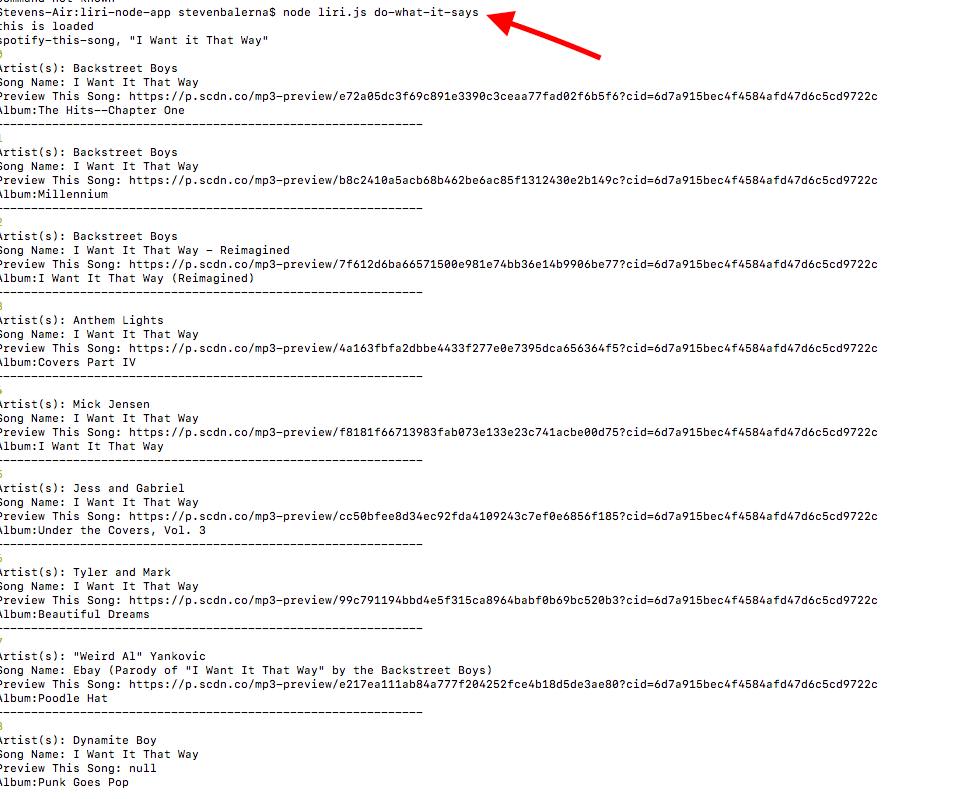 command not known
Stevens-Air:liri-node-app stevenbalerna$ node liri.js do-what-it-says
this is loaded
spotify-this-song, "I Want it That Way"
0
Artist(s): Backstreet Boys
Song Name: I Want It That Way
Preview This Song: https://p.scdn.co/mp3-preview/e72a05dc3f69c891e3390c3ceaa77fad02f6b5f6?cid=6d7a915bec4f4584afd47d6c5cd9722c
Album:The Hits--Chapter One
------------------------------------------------------------
1
Artist(s): Backstreet Boys
Song Name: I Want It That Way
Preview This Song: https://p.scdn.co/mp3-preview/b8c2410a5acb68b462be6ac85f1312430e2b149c?cid=6d7a915bec4f4584afd47d6c5cd9722c
Album:Millennium
------------------------------------------------------------
2
Artist(s): Backstreet Boys
Song Name: I Want It That Way - Reimagined
Preview This Song: https://p.scdn.co/mp3-preview/7f612d6ba66571500e981e74bb36e14b9906be77?cid=6d7a915bec4f4584afd47d6c5cd9722c
Album:I Want It That Way (Reimagined)
------------------------------------------------------------
3
Artist(s): Anthem Lights
Song Name: I Want It That Way
Preview This Song: https://p.scdn.co/mp3-preview/4a163fbfa2dbbe4433f277e0e7395dca656364f5?cid=6d7a915bec4f4584afd47d6c5cd9722c
Album:Covers Part IV
------------------------------------------------------------
4
Artist(s): Mick Jensen
Song Name: I Want It That Way
Preview This Song: https://p.scdn.co/mp3-preview/f8181f66713983fab073e133e23c741acbe00d75?cid=6d7a915bec4f4584afd47d6c5cd9722c
Album:I Want It That Way
------------------------------------------------------------
5
Artist(s): Jess and Gabriel
Song Name: I Want It That Way
Preview This Song: https://p.scdn.co/mp3-preview/cc50bfee8d34ec92fda4109243c7ef0e6856f185?cid=6d7a915bec4f4584afd47d6c5cd9722c
Album:Under the Covers, Vol. 3
------------------------------------------------------------
6
Artist(s): Tyler and Mark
Song Name: I Want It That Way
Preview This Song: https://p.scdn.co/mp3-preview/99c791194bbd4e5f315ca8964babf0b69bc520b3?cid=6d7a915bec4f4584afd47d6c5cd9722c
Album:Beautiful Dreams
------------------------------------------------------------
7
Artist(s): "Weird Al" Yankovic
Song Name: Ebay (Parody of "I Want It That Way" by the Backstreet Boys)
Preview This Song: https://p.scdn.co/mp3-preview/e217ea111ab84a777f204252fce4b18d5de3ae80?cid=6d7a915bec4f4584afd47d6c5cd9722c
Album:Poodle Hat
------------------------------------------------------------
8
Artist(s): Dynamite Boy
Song Name: I Want It That Way
Preview This Song: null
Album:Punk Goes Pop